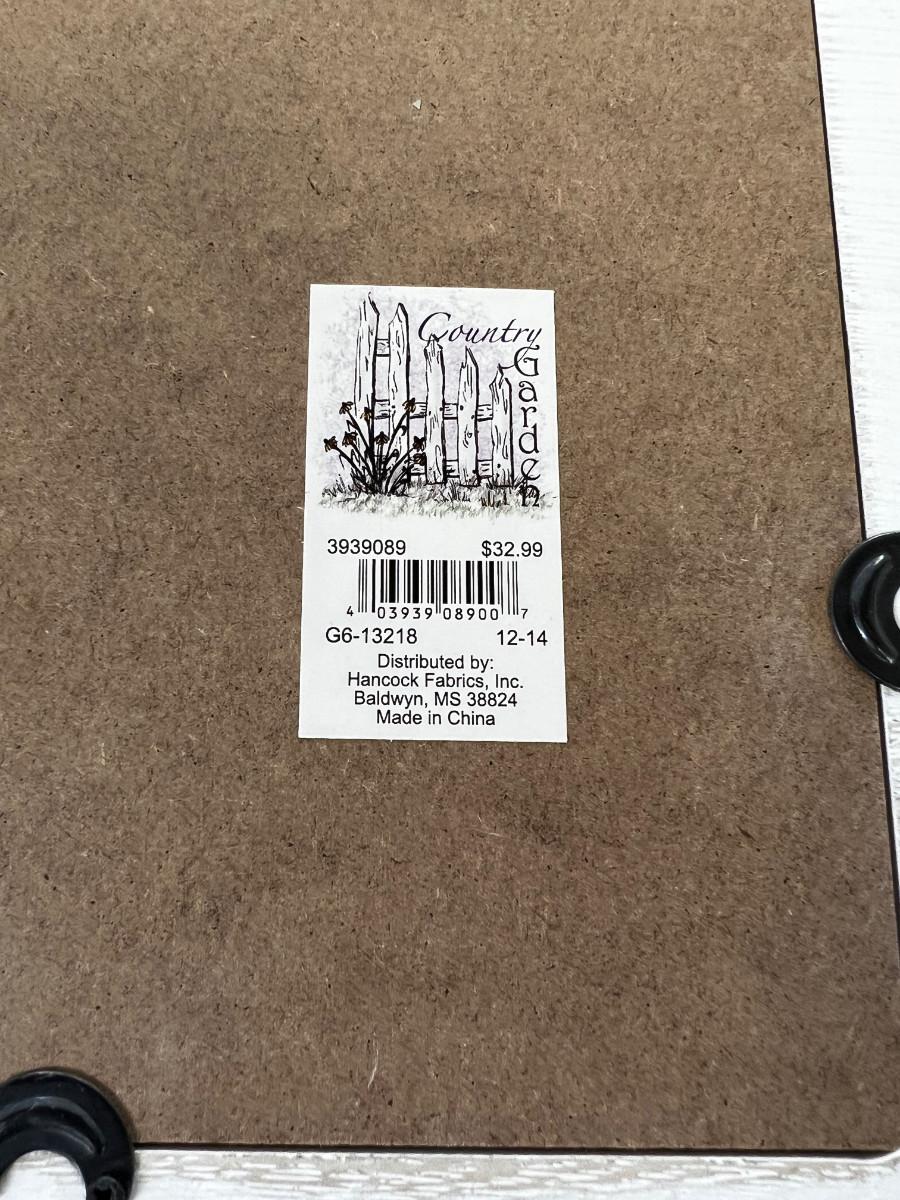 Country
Garden
3939089 $32.99
4 03939 08900 7
G6-13218 12-14
Distributed by:
Hancock Fabrics, Inc.
Baldwyn, MS 38824
Made in China